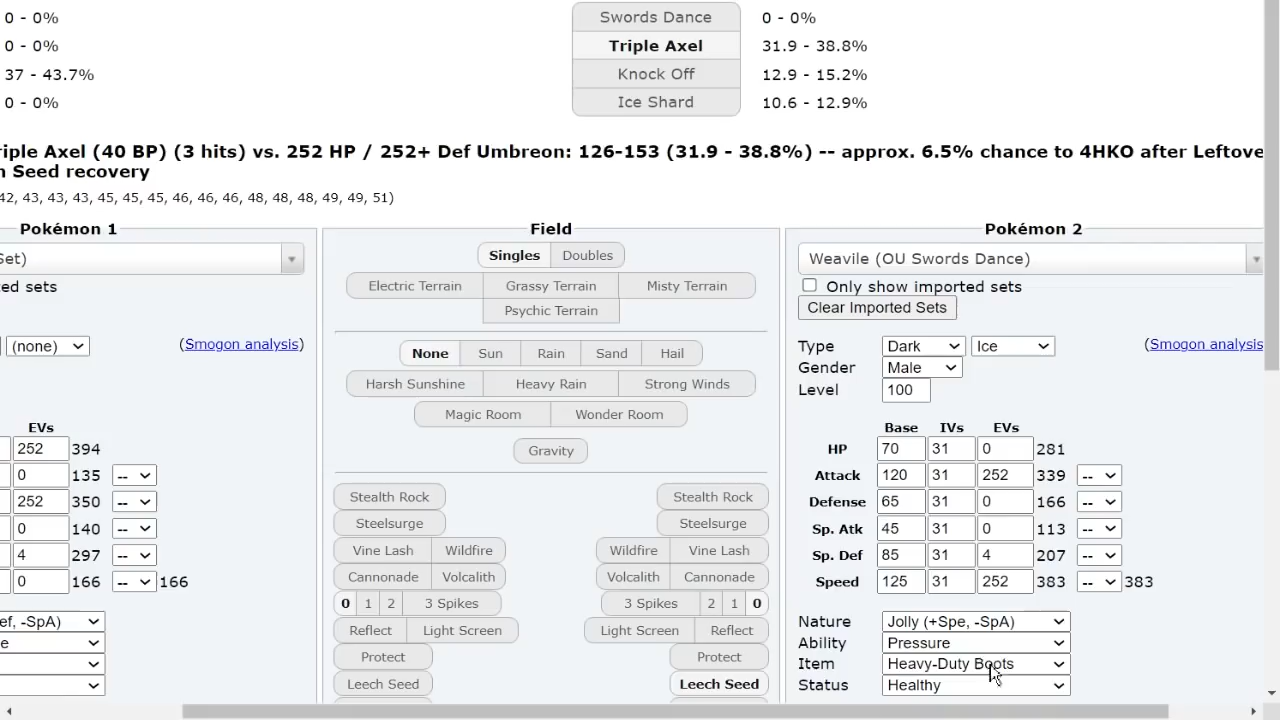 0 - 0% Swords Dance 0 - 0%
0 - 0% Triple Axel 31.9 - 38.8%
37 - 43.7% Knock Off 12.9 - 15.2%
0 - 0% Ice Shard 10.6 - 12.9%
riple Axel (40 BP) (3 hits) vs. 252 HP / 252+ Def Umbreon: 126-153 (31.9 - 38.8%) -- approx. 6.5% chance to 4HKO after Leftove
n Seed recovery
42, 43, 43, 43, 45, 45, 45, 46, 46, 46, 48, 48, 48, 49, 49, 51)
Pokémon 1
Set)
ed sets
(none)
(Smogon analysis)
EVs
252 394
0 135 --
252 350 --
0 140 --
4 297 --
0 166 -- 166
ef, -SpA)
e
Field
Singles Doubles
Electric Terrain Grassy Terrain Misty Terrain
Psychic Terrain
None Sun Rain Sand Hail
Harsh Sunshine Heavy Rain Strong Winds
Magic Room Wonder Room
Gravity
Stealth Rock Stealth Rock
Steelsurge Steelsurge
Vine Lash Wildfire Wildfire Vine Lash
Cannonade Volcalith Volcalith Cannonade
0 1 2 3 Spikes 3 Spikes 2 1 0
Reflect Light Screen Light Screen Reflect
Protect Protect
Leech Seed Leech Seed
Pokémon 2
Weavile (OU Swords Dance)
Only show imported sets
Clear Imported Sets
Type Dark Ice (Smogon analysis
Gender Male
Level 100
Base IVs EVs
HP 70 31 0 281
Attack 120 31 252 339 --
Defense 65 31 0 166 --
Sp. Atk 45 31 0 113 --
Sp. Def 85 31 4 207 --
Speed 125 31 252 383 -- 383
Nature Jolly (+Spe, -SpA)
Ability Pressure
Item Heavy-Duty Boots
Status Healthy